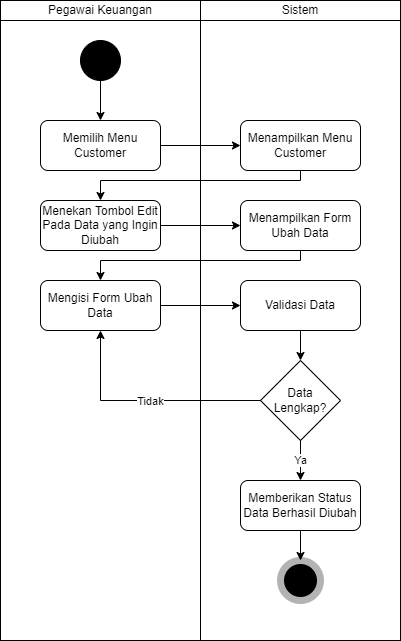 Pegawai Keuangan
Sistem
Memilih Menu
Customer
Menampilkan Menu
Customer
Menekan Tombol Edit
Pada Data yang Ingin
Diubah
Menampilkan Form
Ubah Data
Mengisi Form Ubah
Data
Validasi Data
Data
Lengkap?
Tidak
Ya
Memberikan Status
Data Berhasil Diubah